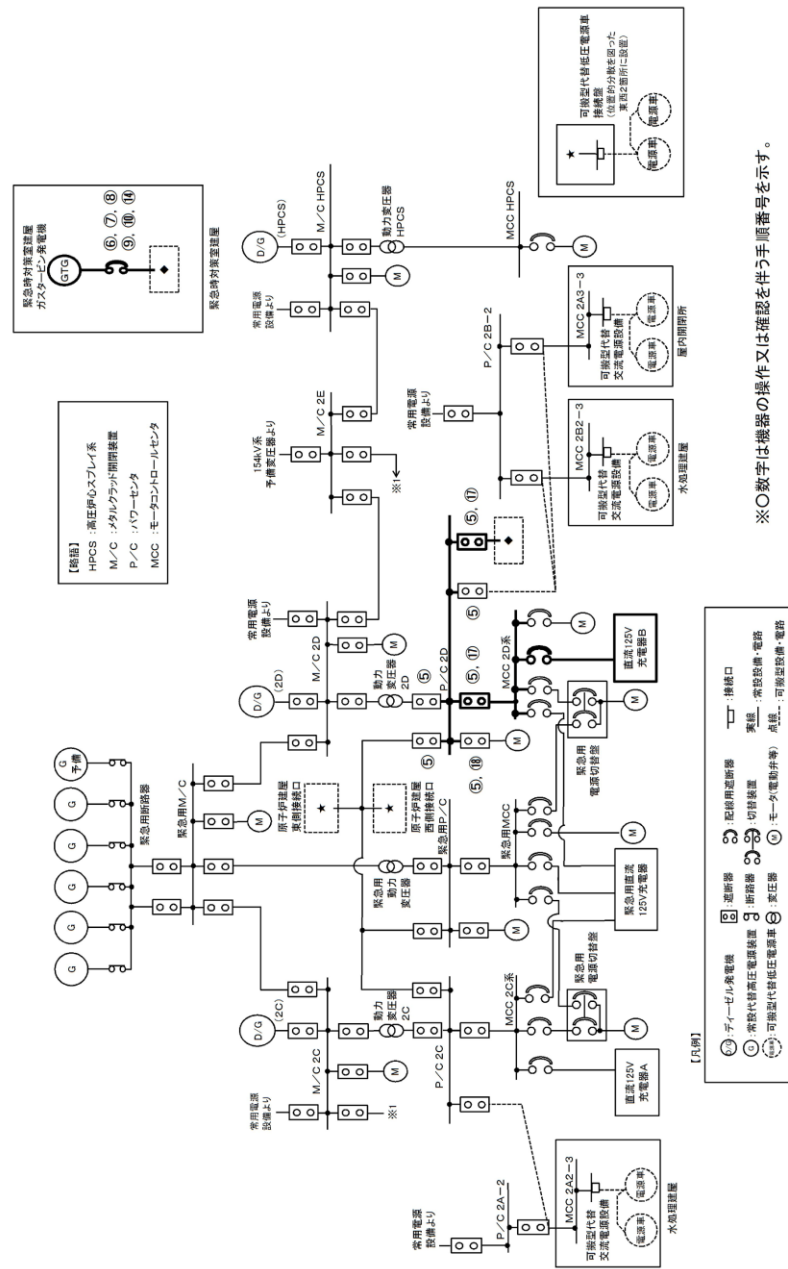 緊急時対策室建屋
ガスタービン発電機
GTG
⑥, ⑦, ⑧
⑨, ⑩, ⑭
緊急時対策室建屋
【略語】
HPCS :高圧炉心スプレイ系
M/C :メタルクラッド開閉装置
P/C :パワーセンタ
MCC :モータコントロールセンタ
G
G
G
G
G
G
予備
緊急用断路器
緊急用M/C
M
常用電源
設備より
D/G
(2C)
M/C 2C
※1
M
動力
変圧器
2C
P/C 2C
常用電源
設備より
P/C 2A-2
MCC 2A2-3
可搬型代替
交流電源設備
電源車
電源車
水処理建屋
MCC 2C系
直流125V
充電器A
緊急用
電源切替盤
M
緊急用
動力
変圧器
緊急用P/C
M
M
緊急用MCC
M
緊急用直流
125V充電器
原子炉建屋
東側接続口
★
原子炉建屋
西側接続口
★
D/G
(2D)
常用電源
設備より
M/C 2D
M
動力
変圧器
2D
⑤
P/C 2D
⑤
⑤, ⑱
M
⑤, ⑰
⑤
⑤, ⑰
MCC 2D系
緊急用
電源切替盤
M
直流125V
充電器B
M
154kV系
予備変圧器より
M/C 2E
※1
常用電源
設備より
D/G
(HPCS)
M/C HPCS
M
動力変圧器
HPCS
MCC HPCS
M
常用電源
設備より
P/C 2B-2
MCC 2B2-3
可搬型代替
交流電源設備
電源車
電源車
水処理建屋
MCC 2A3-3
可搬型代替
交流電源設備
電源車
電源車
屋内開閉所
可搬型代替低圧電源車
接続盤
(位置的分散を図った
東西2箇所に設置)
★
電源車
電源車
【凡例】
D/G :ディーゼル発電機
G :常設代替高圧電源装置
電源車 :可搬型代替低圧電源車
:遮断器
:断路器
:変圧器
:配線用遮断器
:切替装置
M :モータ(電動弁等)
:接続口
実線 :常設設備・電路
点線 :可搬型設備・電路
※○数字は機器の操作又は確認を伴う手順番号を示す。